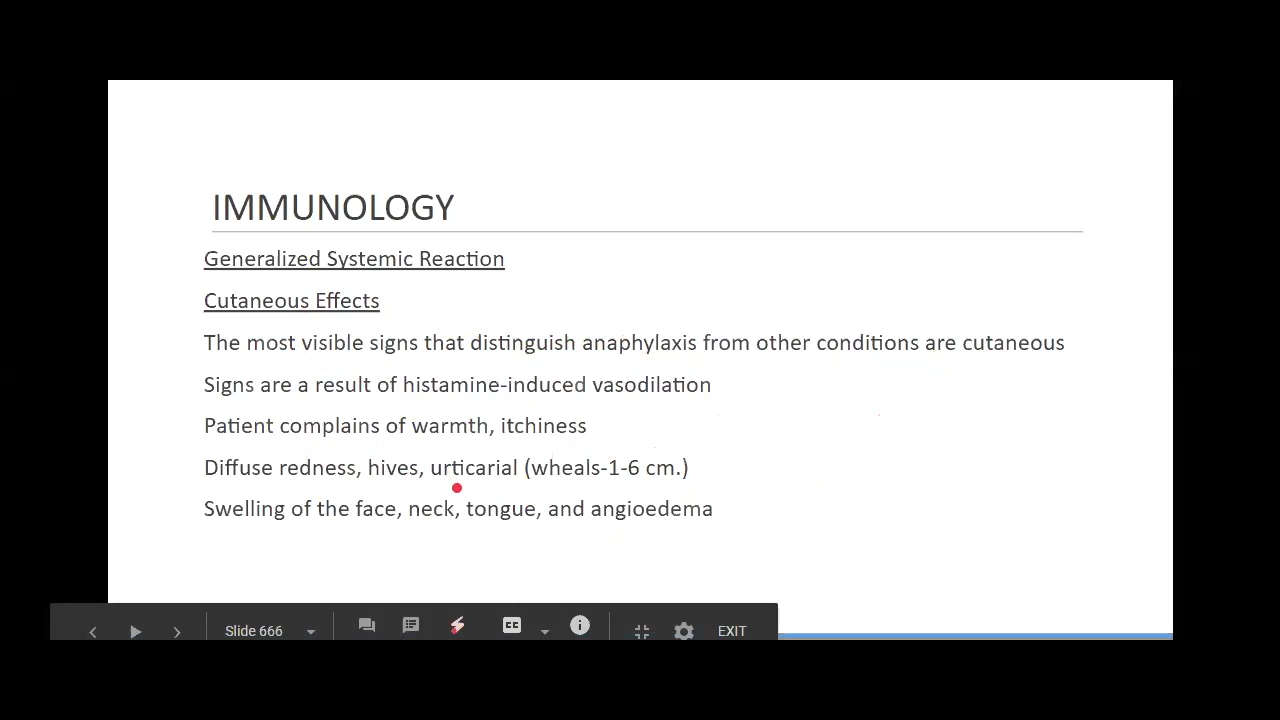 IMMUNOLOGY
Generalized Systemic Reaction
Cutaneous Effects
The most visible signs that distinguish anaphylaxis from other conditions are cutaneous
Signs are a result of histamine-induced vasodilation
Patient complains of warmth, itchiness
Diffuse redness, hives, urticarial (wheals-1-6 cm.)
Swelling of the face, neck, tongue, and angioedema
Slide 666 CC EXIT